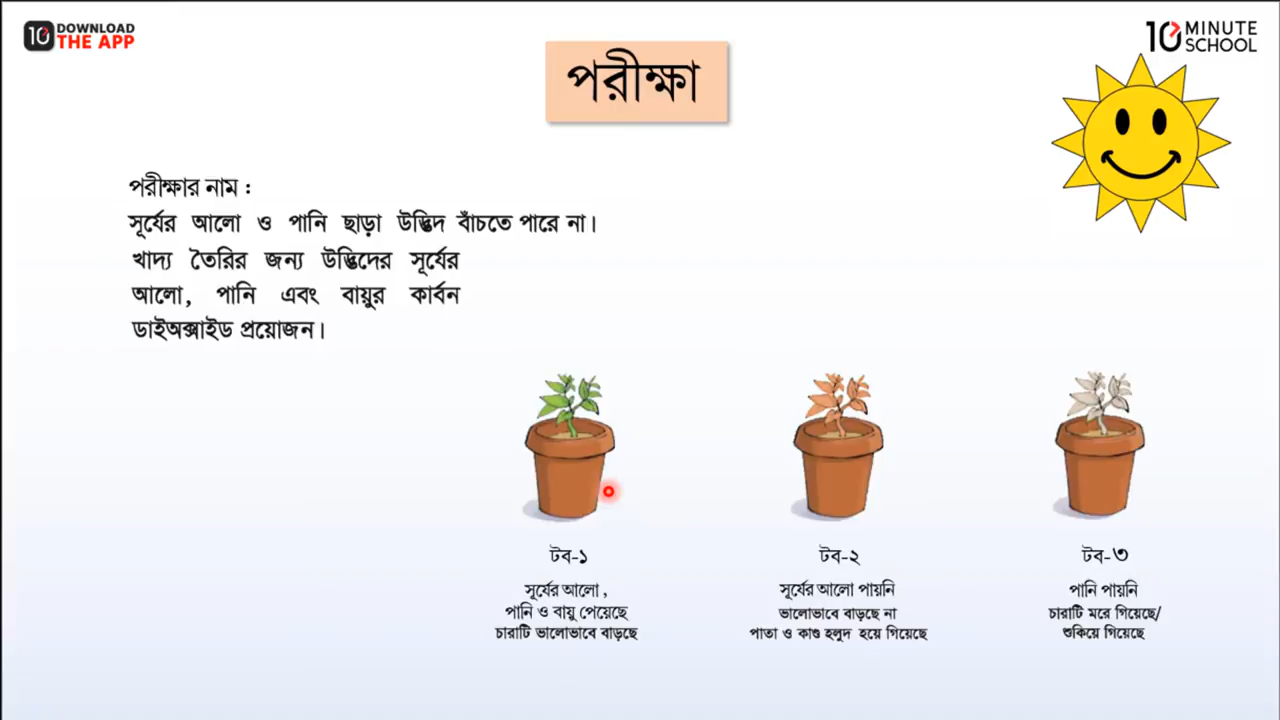 DOWNLOAD
THE APP
10 MINUTE
SCHOOL
পরীক্ষা
পরীক্ষার নাম :
সূর্যের আলো ও পানি ছাড়া উদ্ভিদ বাঁচতে পারে না।
খাদ্য তৈরির জন্য উদ্ভিদের সূর্যের
আলো, পানি এবং বায়ুর কার্বন
ডাইঅক্সাইড প্রয়োজন।
টব-১
সূর্যের আলো ,
পানি ও বায়ু পেয়েছে
চারাটি ভালোভাবে বাড়ছে
টব-২
সূর্যের আলো পায়নি
ভালোভাবে বাড়ছে না
পাতা ও কাণ্ড হলুদ হয়ে গিয়েছে
টব-৩
পানি পায়নি
চারাটি মরে গিয়েছে/
শুকিয়ে গিয়েছে